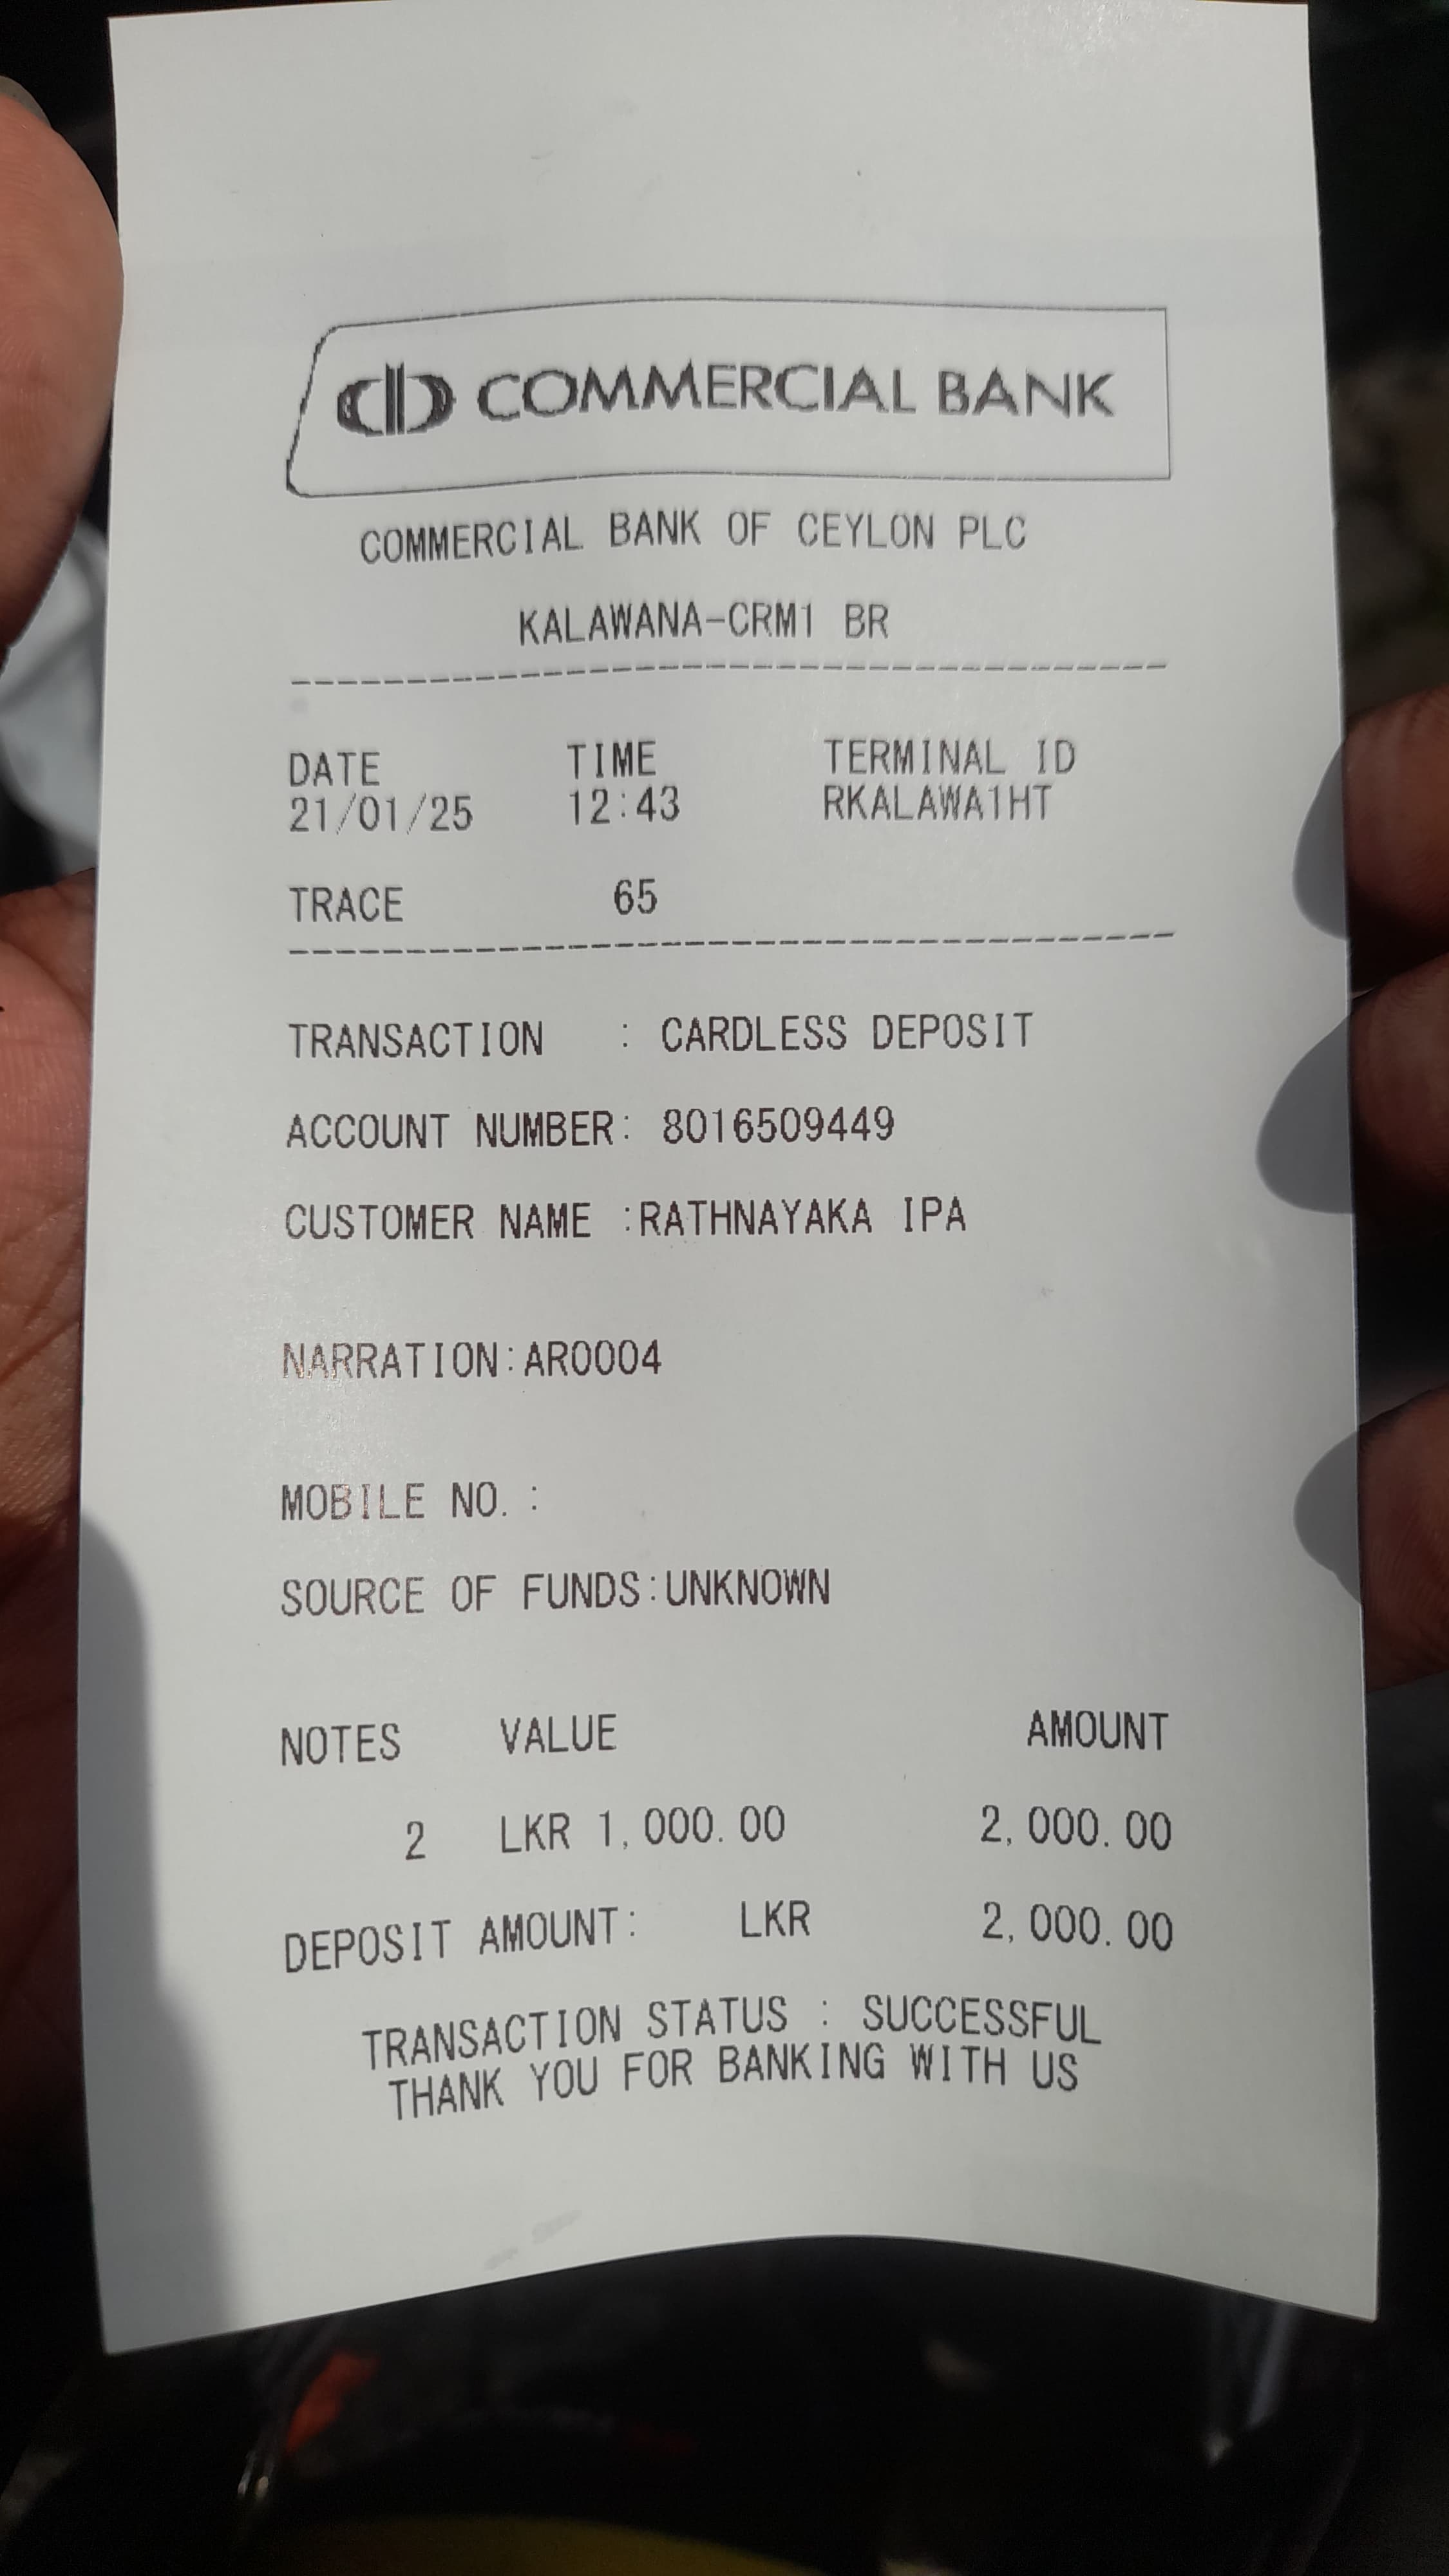 COMMERCIAL BANK
COMMERCIAL BANK OF CEYLON PLC
KALAWANA-CRM1 BR
----------------------------------------
DATE TIME TERMINAL ID
21/01/25 12:43 RKALAWA1HT
TRACE 65
----------------------------------------
TRANSACTION : CARDLESS DEPOSIT
ACCOUNT NUMBER: 8016509449
CUSTOMER NAME :RATHNAYAKA IPA
NARRATION:AR0004
MOBILE NO. :
SOURCE OF FUNDS:UNKNOWN
NOTES VALUE AMOUNT
2 LKR 1,000.00 2,000.00
DEPOSIT AMOUNT: LKR 2,000.00
TRANSACTION STATUS : SUCCESSFUL
THANK YOU FOR BANKING WITH US